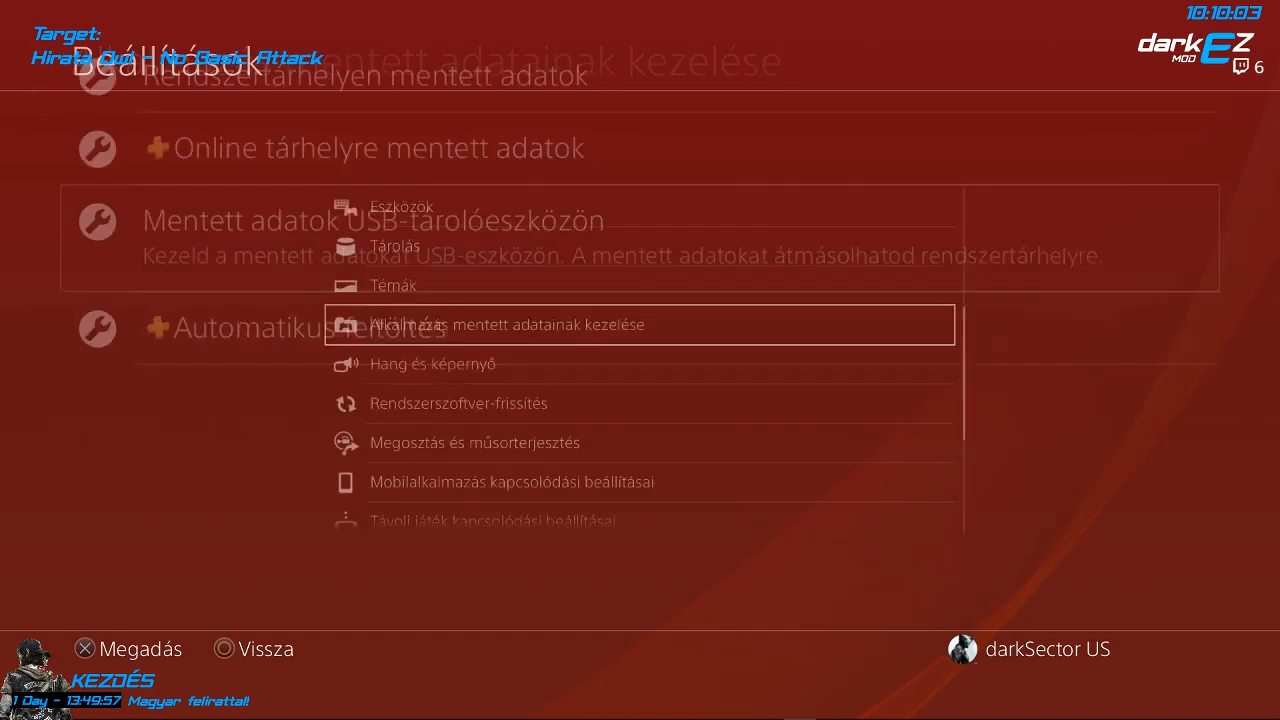 Target:
Hirata Owl - No Basic Attack
10:10:03
darkEZ
MOD
6
Beállítások
mentett adatainak kezelése
Rendszertárhelyen mentett adatok
Online tárhelyre mentett adatok
Mentett adatok USB-tárolóeszközön
Kezeld a mentett adatokat USB-eszközön. A mentett adatokat átmásolhatod rendszertárhelyre.
Automatikus feltöltés
Eszközök
Tárolás
Témák
Alkalmazás mentett adatainak kezelése
Hang és képernyő
Rendszerszoftver-frissítés
Megosztás és műsorterjesztés
Mobilalkalmazás kapcsolódási beállításai
Távoli játék kapcsolódási beállításai
Megadás
Vissza
darkSector US
KEZDÉS
1 Day - 13:49:57 Magyar felirattal!